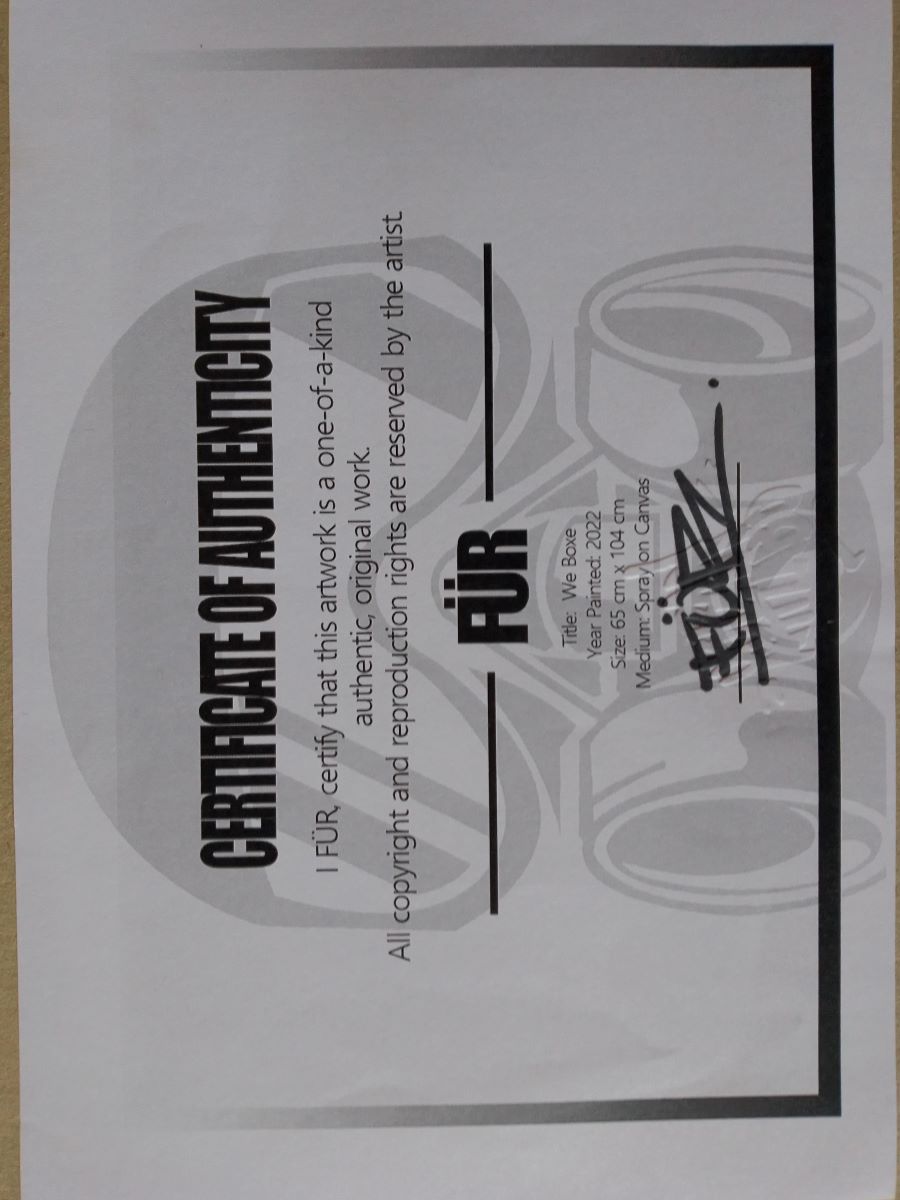 CERTIFICATE OF AUTHENTICITY
I FÜR, certify that this artwork is a one-of-a-kind
authentic, original work.
All copyright and reproduction rights are reserved by the artist.
FÜR
Title: We Boxe
Year Painted: 2022
Size: 65 cm x 104 cm
Medium: Spray on Canvas
FÜR